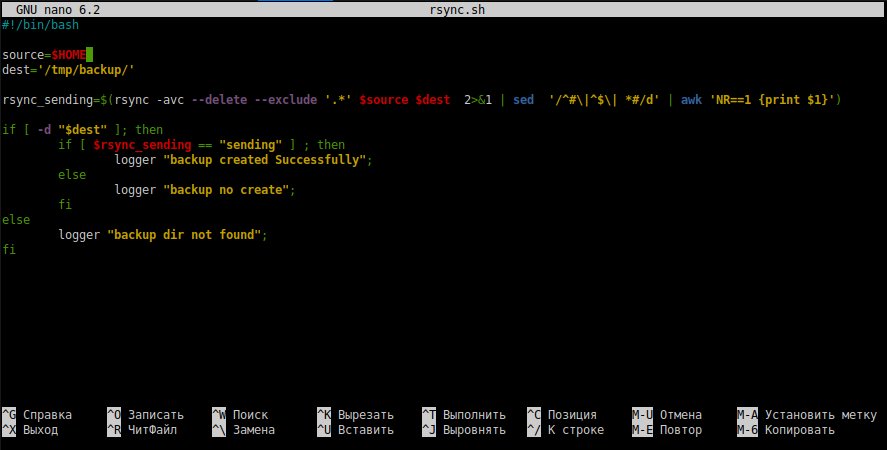 GNU nano 6.2 rsync.sh
#!/bin/bash
source=$HOME
dest='/tmp/backup/'
rsync_sending=$(rsync -avc --delete --exclude '.*' $source $dest  2>&1 | sed  '/^#\|^$\| *#/d' | awk 'NR==1 {print $1}')
if [ -d "$dest" ]; then
        if [ $rsync_sending == "sending" ] ; then
                logger "backup created Successfully";
        else
                logger "backup no create";
        fi
else
        logger "backup dir not found";
fi
^G Справка ^O Записать ^W Поиск ^K Вырезать ^T Выполнить ^C Позиция M-U Отмена M-A Установить метку
^X Выход ^R ЧитФайл ^\ Замена ^U Вставить ^J Выровнять ^/ К строке M-E Повтор M-6 Копировать